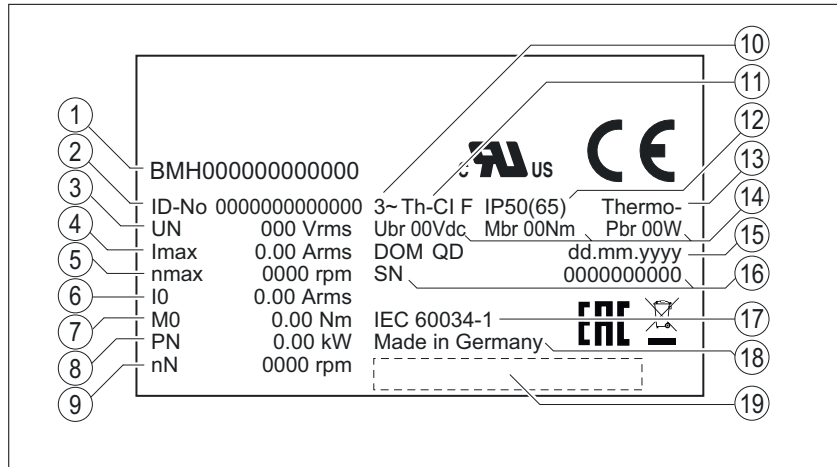 1
2
3
4
5
6
7
8
9
10
11
12
13
14
15
16
17
18
19
BMH000000000000
c RU US CE
ID-No 0000000000000 3~ Th-CI F IP50(65) Thermo-
UN 000 Vrms Ubr 00Vdc Mbr 00Nm Pbr 00W
Imax 0.00 Arms DOM QD dd.mm.yyyy
nmax 0000 rpm SN 0000000000
I0 0.00 Arms
M0 0.00 Nm IEC 60034-1 EAC
PN 0.00 kW Made in Germany
nN 0000 rpm